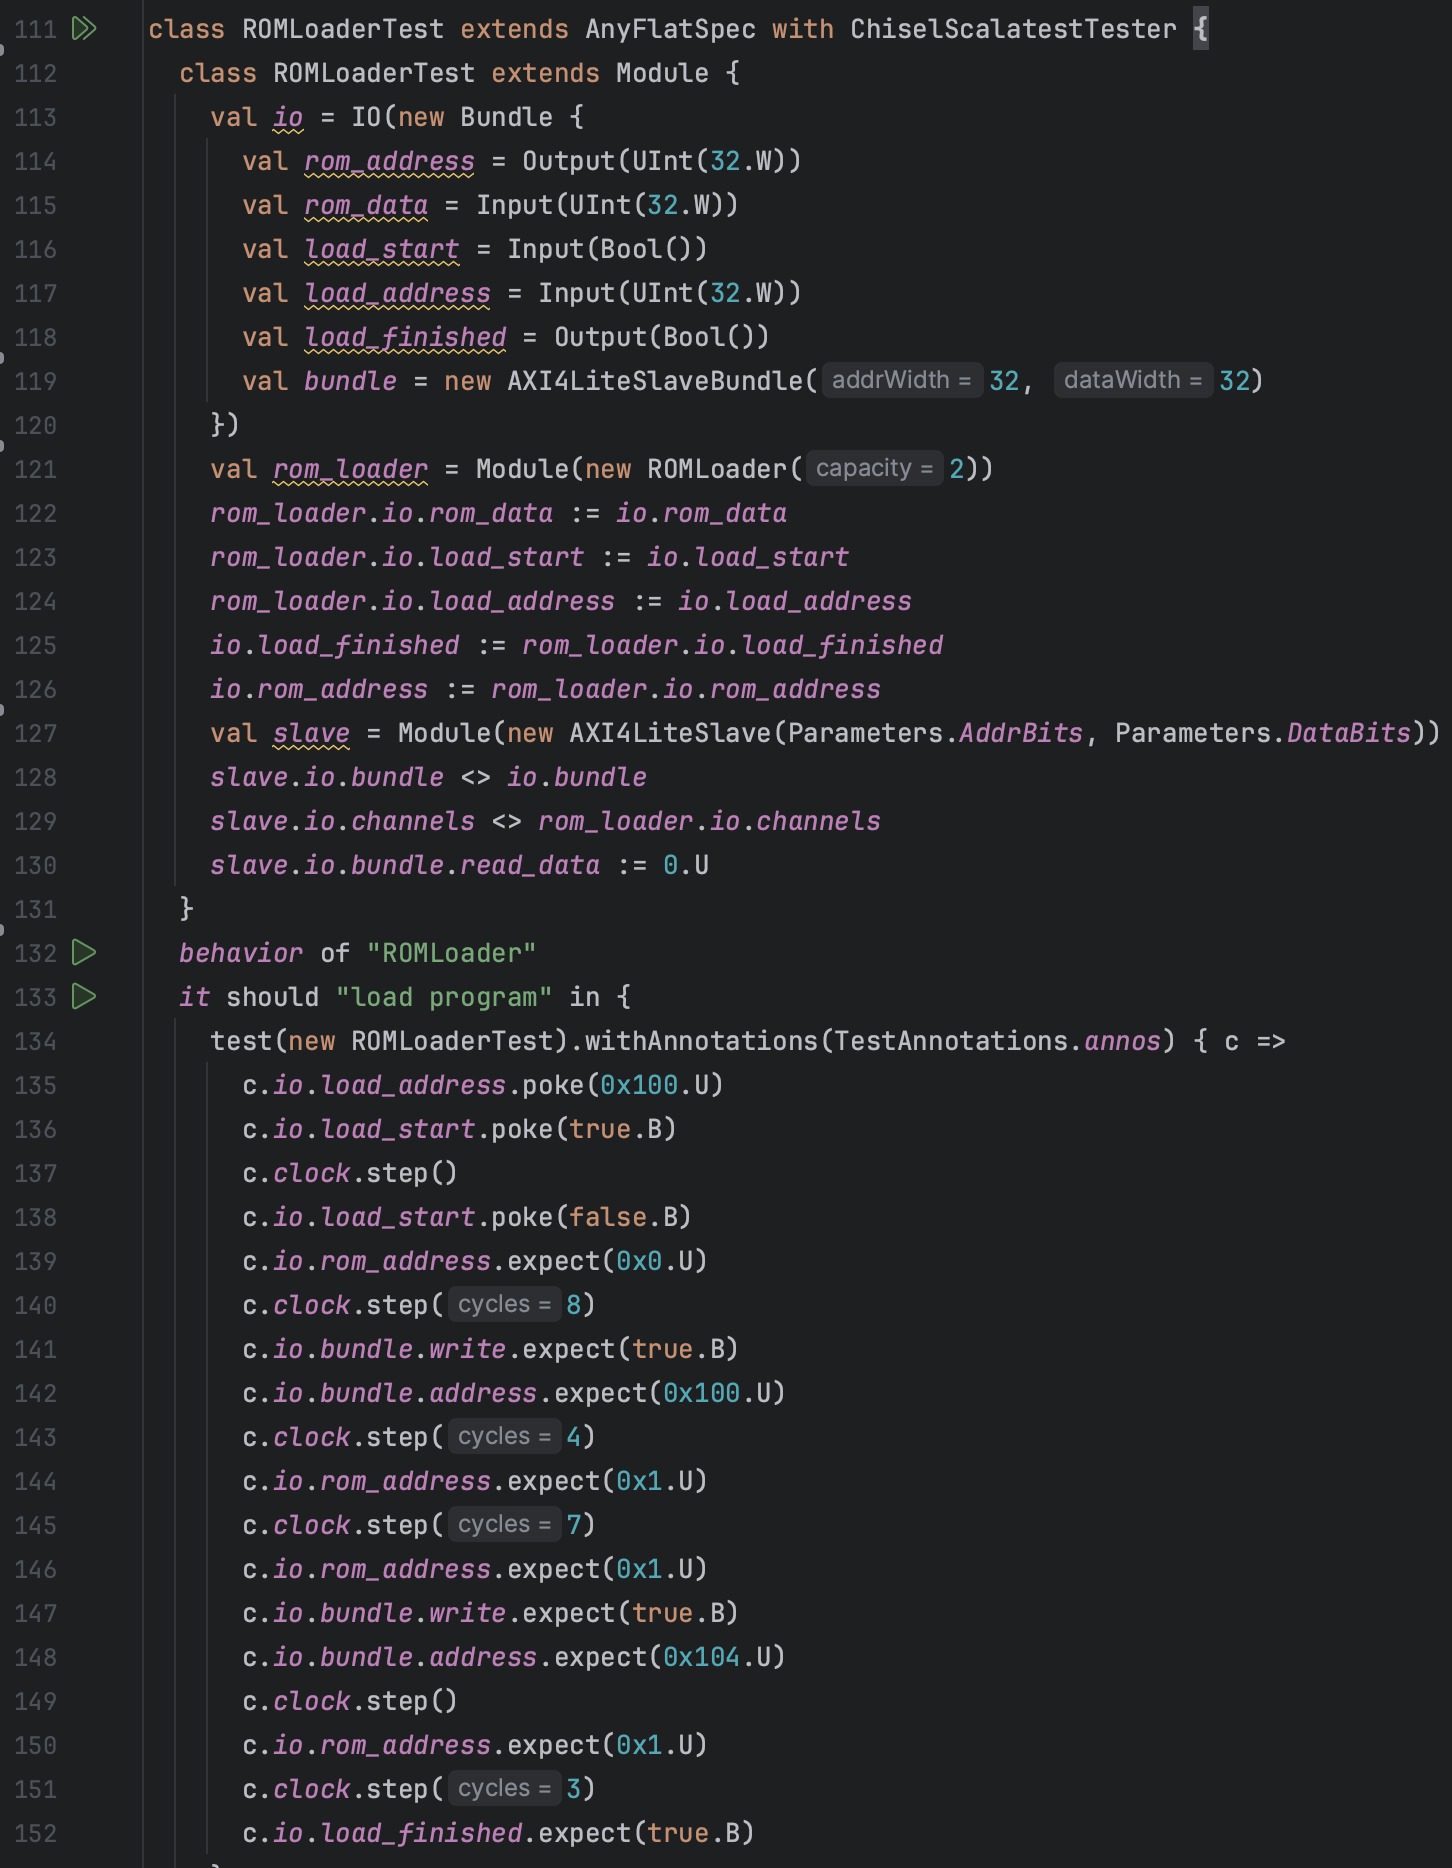 111 class ROMLoaderTest extends AnyFlatSpec with ChiselScalatestTester {
112 class ROMLoaderTest extends Module {
113 val io = IO(new Bundle {
114 val rom_address = Output(UInt(32.W))
115 val rom_data = Input(UInt(32.W))
116 val load_start = Input(Bool())
117 val load_address = Input(UInt(32.W))
118 val load_finished = Output(Bool())
119 val bundle = new AXI4LiteSlaveBundle( addrWidth = 32, dataWidth = 32)
120 })
121 val rom_loader = Module(new ROMLoader( capacity = 2))
122 rom_loader.io.rom_data := io.rom_data
123 rom_loader.io.load_start := io.load_start
124 rom_loader.io.load_address := io.load_address
125 io.load_finished := rom_loader.io.load_finished
126 io.rom_address := rom_loader.io.rom_address
127 val slave = Module(new AXI4LiteSlave(Parameters.AddrBits, Parameters.DataBits))
128 slave.io.bundle <> io.bundle
129 slave.io.channels <> rom_loader.io.channels
130 slave.io.bundle.read_data := 0.U
131 }
132 behavior of "ROMLoader"
133 it should "load program" in {
134 test(new ROMLoaderTest).withAnnotations(TestAnnotations.annos) { c =>
135 c.io.load_address.poke(0x100.U)
136 c.io.load_start.poke(true.B)
137 c.clock.step()
138 c.io.load_start.poke(false.B)
139 c.io.rom_address.expect(0x0.U)
140 c.clock.step( cycles = 8)
141 c.io.bundle.write.expect(true.B)
142 c.io.bundle.address.expect(0x100.U)
143 c.clock.step( cycles = 4)
144 c.io.rom_address.expect(0x1.U)
145 c.clock.step( cycles = 7)
146 c.io.rom_address.expect(0x1.U)
147 c.io.bundle.write.expect(true.B)
148 c.io.bundle.address.expect(0x104.U)
149 c.clock.step()
150 c.io.rom_address.expect(0x1.U)
151 c.clock.step( cycles = 3)
152 c.io.load_finished.expect(true.B)